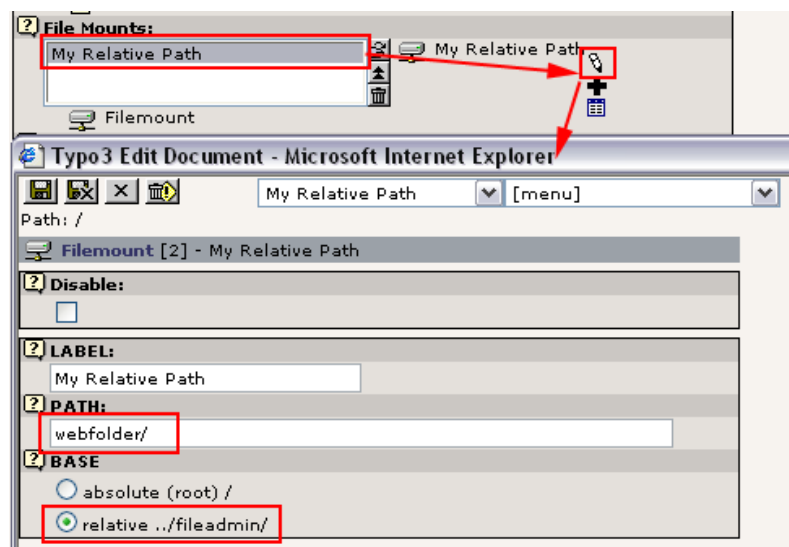 File Mounts:
My Relative Path
My Relative Path
Filemount
Typo3 Edit Document - Microsoft Internet Explorer
My Relative Path [menu]
Path: /
Filemount [2] - My Relative Path
Disable:
LABEL:
My Relative Path
PATH:
webfolder/
BASE
absolute (root) /
relative ../fileadmin/